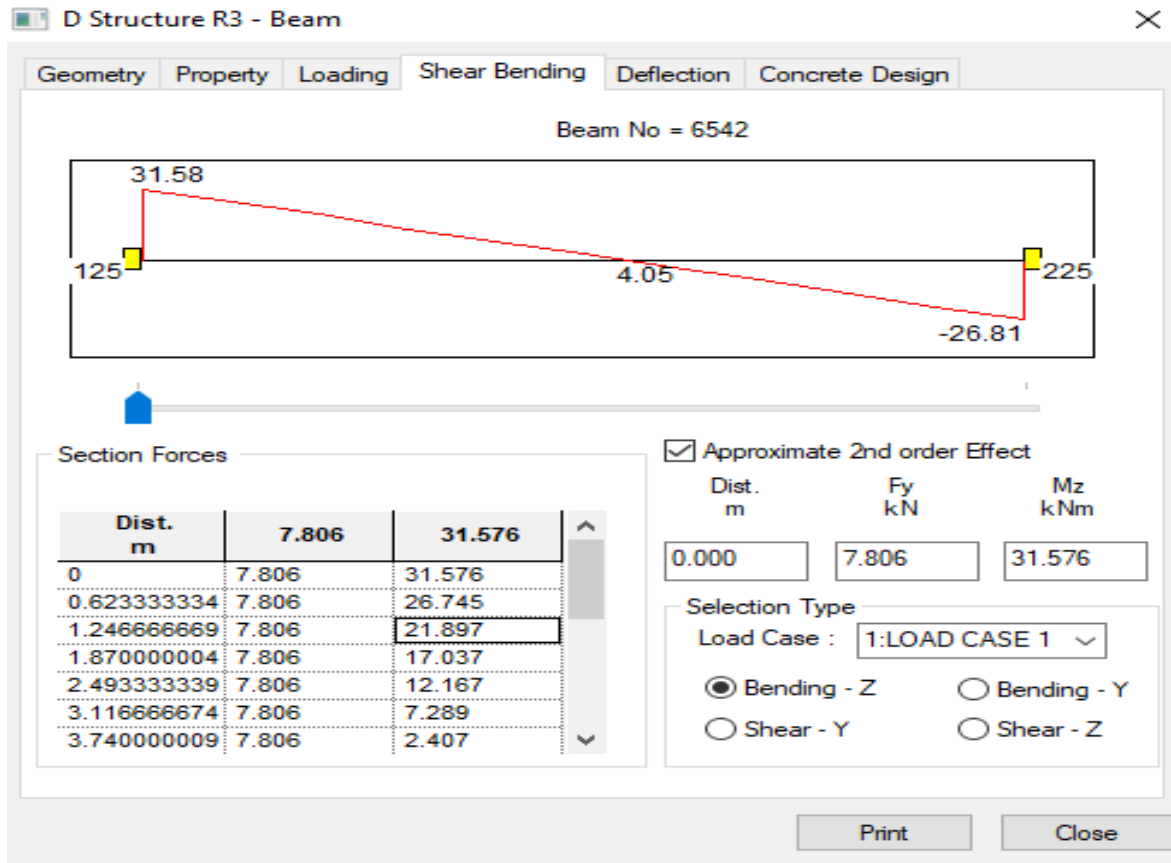 D Structure R3 - Beam
Geometry Property Loading Shear Bending Deflection Concrete Design
Beam No = 6542
31.58
125
4.05
225
-26.81
Section Forces
Dist. m 7.806 31.576
0 7.806 31.576
0.623333334 7.806 26.745
1.246666669 7.806 21.897
1.870000004 7.806 17.037
2.493333339 7.806 12.167
3.116666674 7.806 7.289
3.740000009 7.806 2.407
Approximate 2nd order Effect
Dist. Fy Mz
m kN kNm
0.000 7.806 31.576
Selection Type
Load Case : 1:LOAD CASE 1
Bending - Z Bending - Y
Shear - Y Shear - Z
Print Close